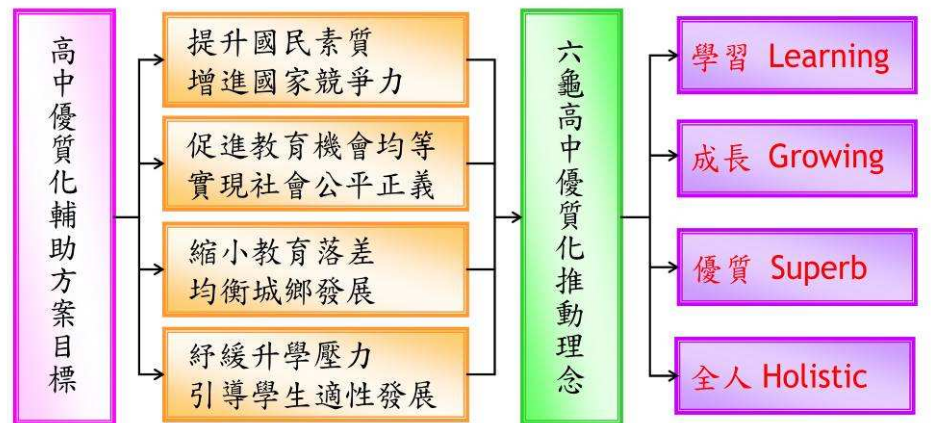 高中優質化輔助方案目標
提升國民素質
增進國家競爭力
促進教育機會均等
實現社會公平正義
縮小教育落差
均衡城鄉發展
紓緩升學壓力
引導學生適性發展
六龜高中優質化推動理念
學習 Learning
成長 Growing
優質 Superb
全人 Holistic